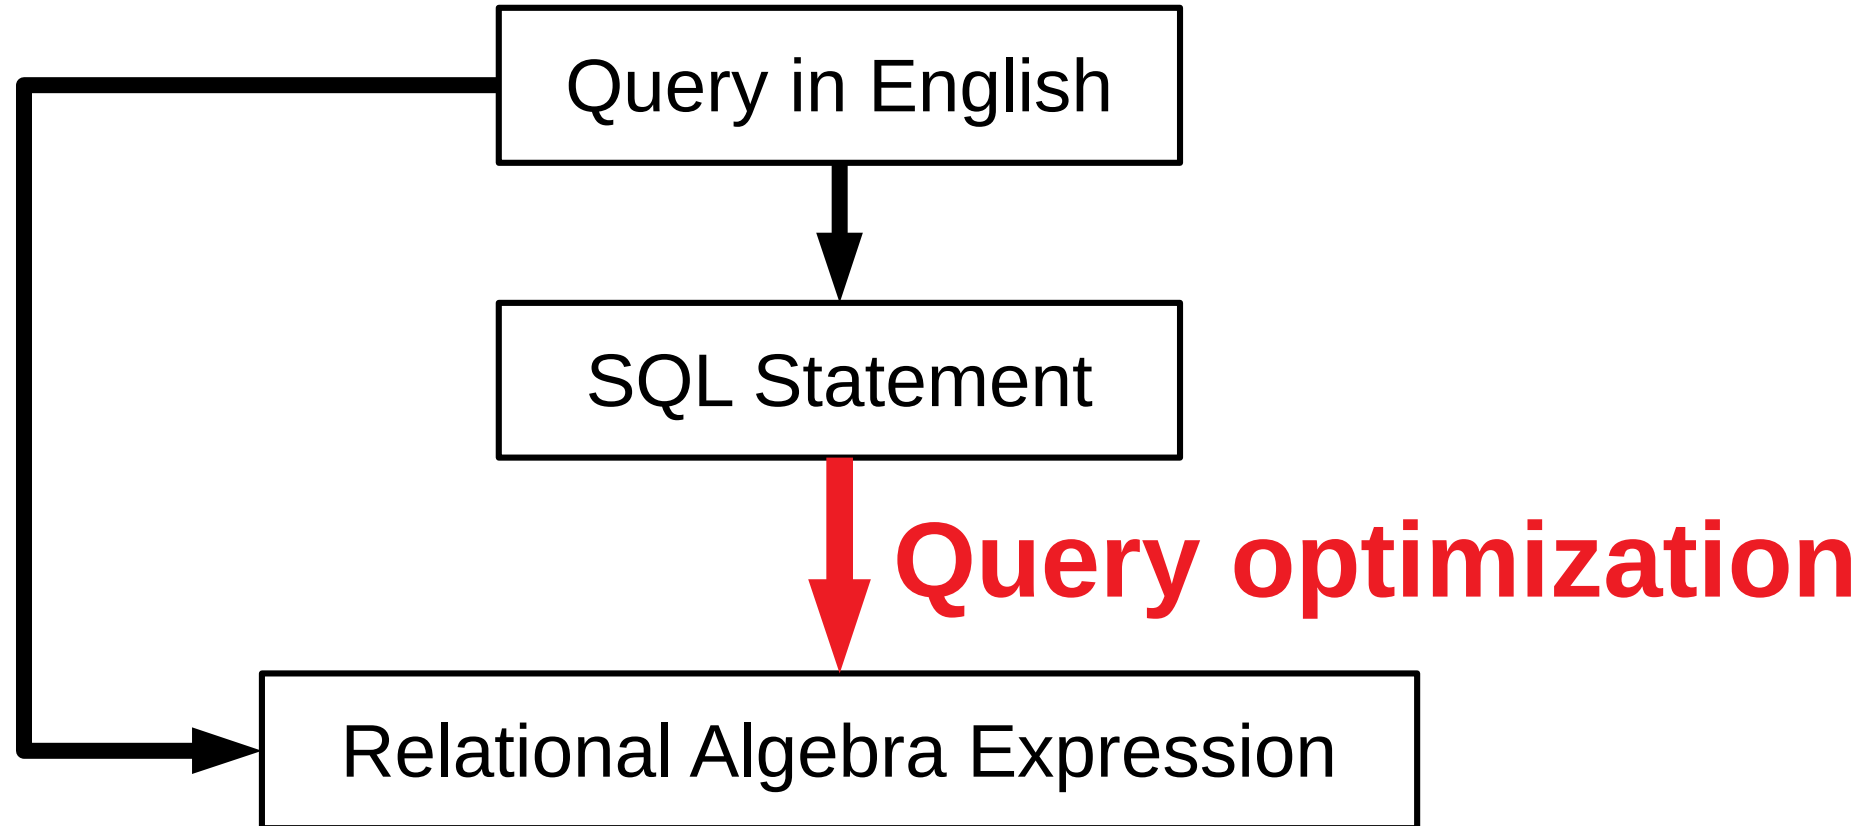 Query in English
SQL Statement
Query optimization
Relational Algebra Expression